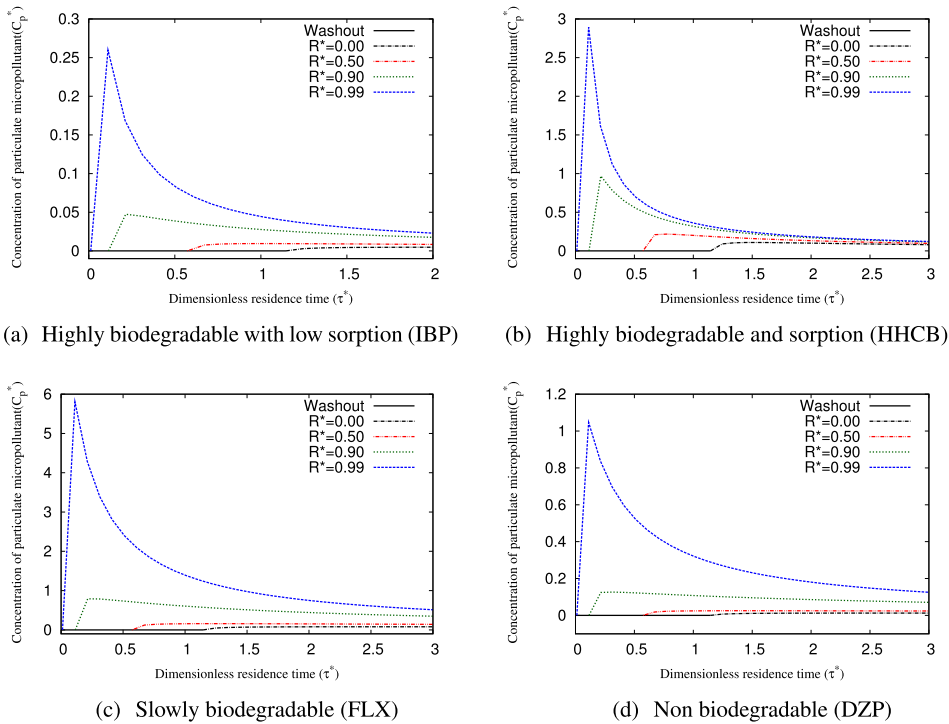 Concentration of particulate micropollutant(Cp*)
0.3
0.25
0.2
0.15
0.1
0.05
0
Washout
R*=0.00
R*=0.50
R*=0.90
R*=0.99
0 0.5 1 1.5 2
Dimensionless residence time (τ*)
(a) Highly biodegradable with low sorption (IBP)
Concentration of particulate micropollutant(Cp*)
3
2.5
2
1.5
1
0.5
0
Washout
R*=0.00
R*=0.50
R*=0.90
R*=0.99
0 0.5 1 1.5 2 2.5 3
Dimensionless residence time (τ*)
(b) Highly biodegradable and sorption (HHCB)
Concentration of particulate micropollutant(Cp*)
6
5
4
3
2
1
0
Washout
R*=0.00
R*=0.50
R*=0.90
R*=0.99
0 0.5 1 1.5 2 2.5 3
Dimensionless residence time (τ*)
(c) Slowly biodegradable (FLX)
Concentration of particulate micropollutant(Cp*)
1.2
1
0.8
0.6
0.4
0.2
0
Washout
R*=0.00
R*=0.50
R*=0.90
R*=0.99
0 0.5 1 1.5 2 2.5 3
Dimensionless residence time (τ*)
(d) Non biodegradable (DZP)